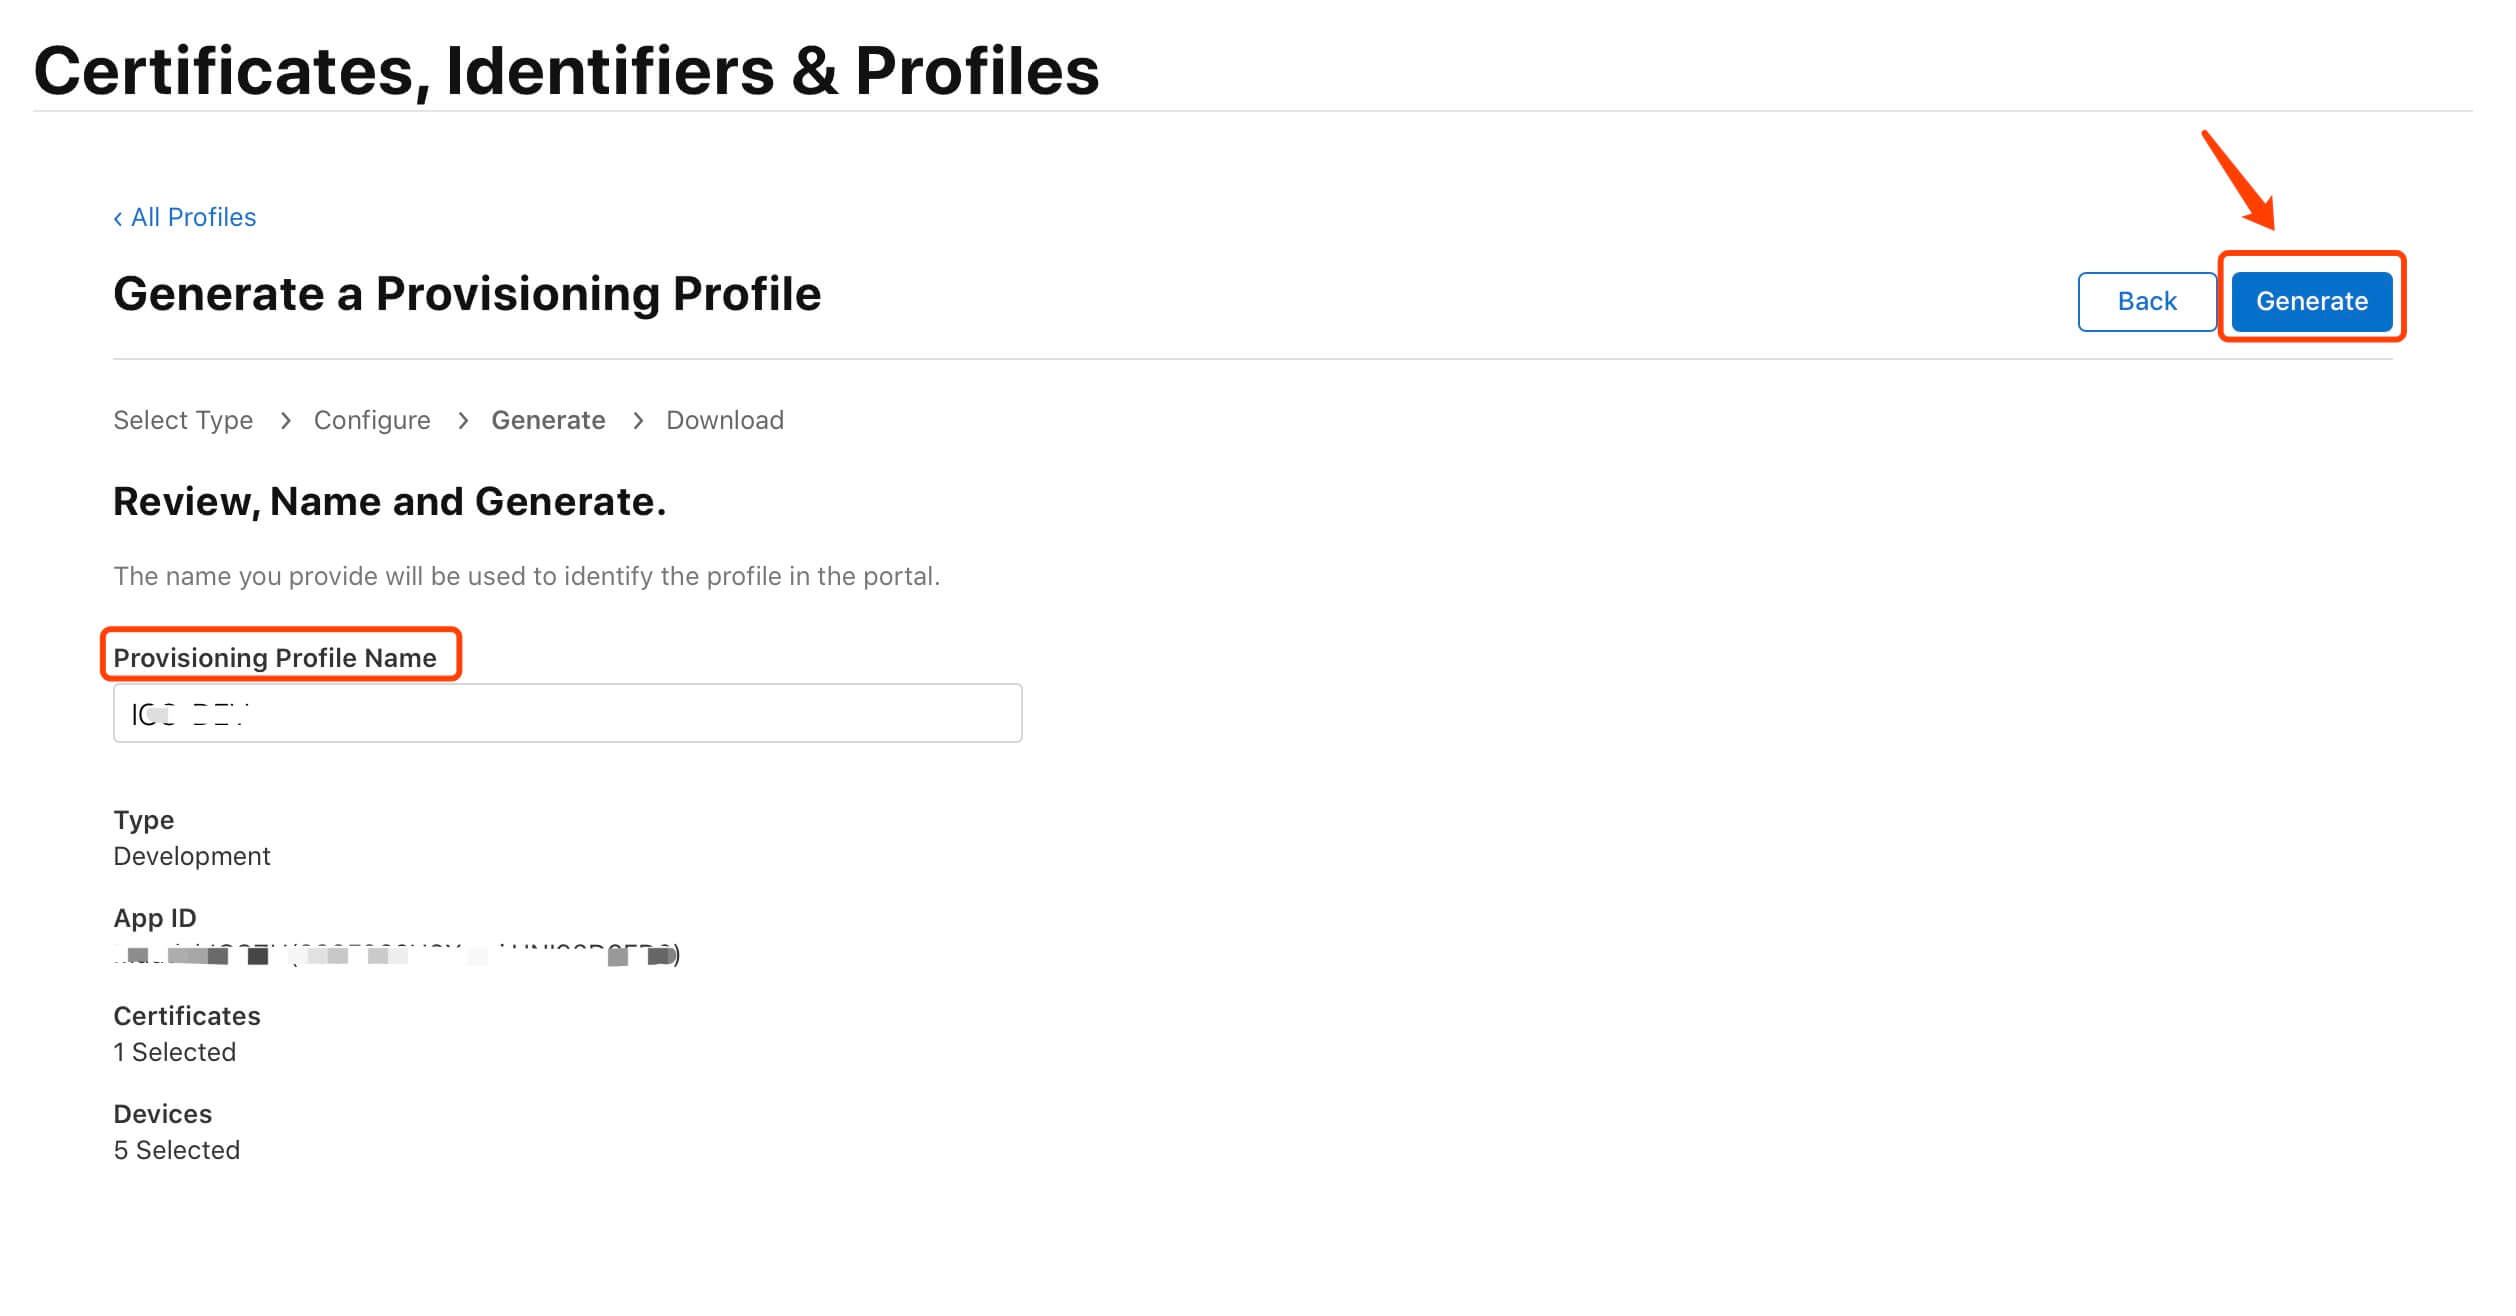 Certificates, Identifiers & Profiles
‹ All Profiles
Generate a Provisioning Profile
Back
Generate
Select Type > Configure > Generate > Download
Review, Name and Generate.
The name you provide will be used to identify the profile in the portal.
Provisioning Profile Name
Type
Development
App ID
Certificates
1 Selected
Devices
5 Selected